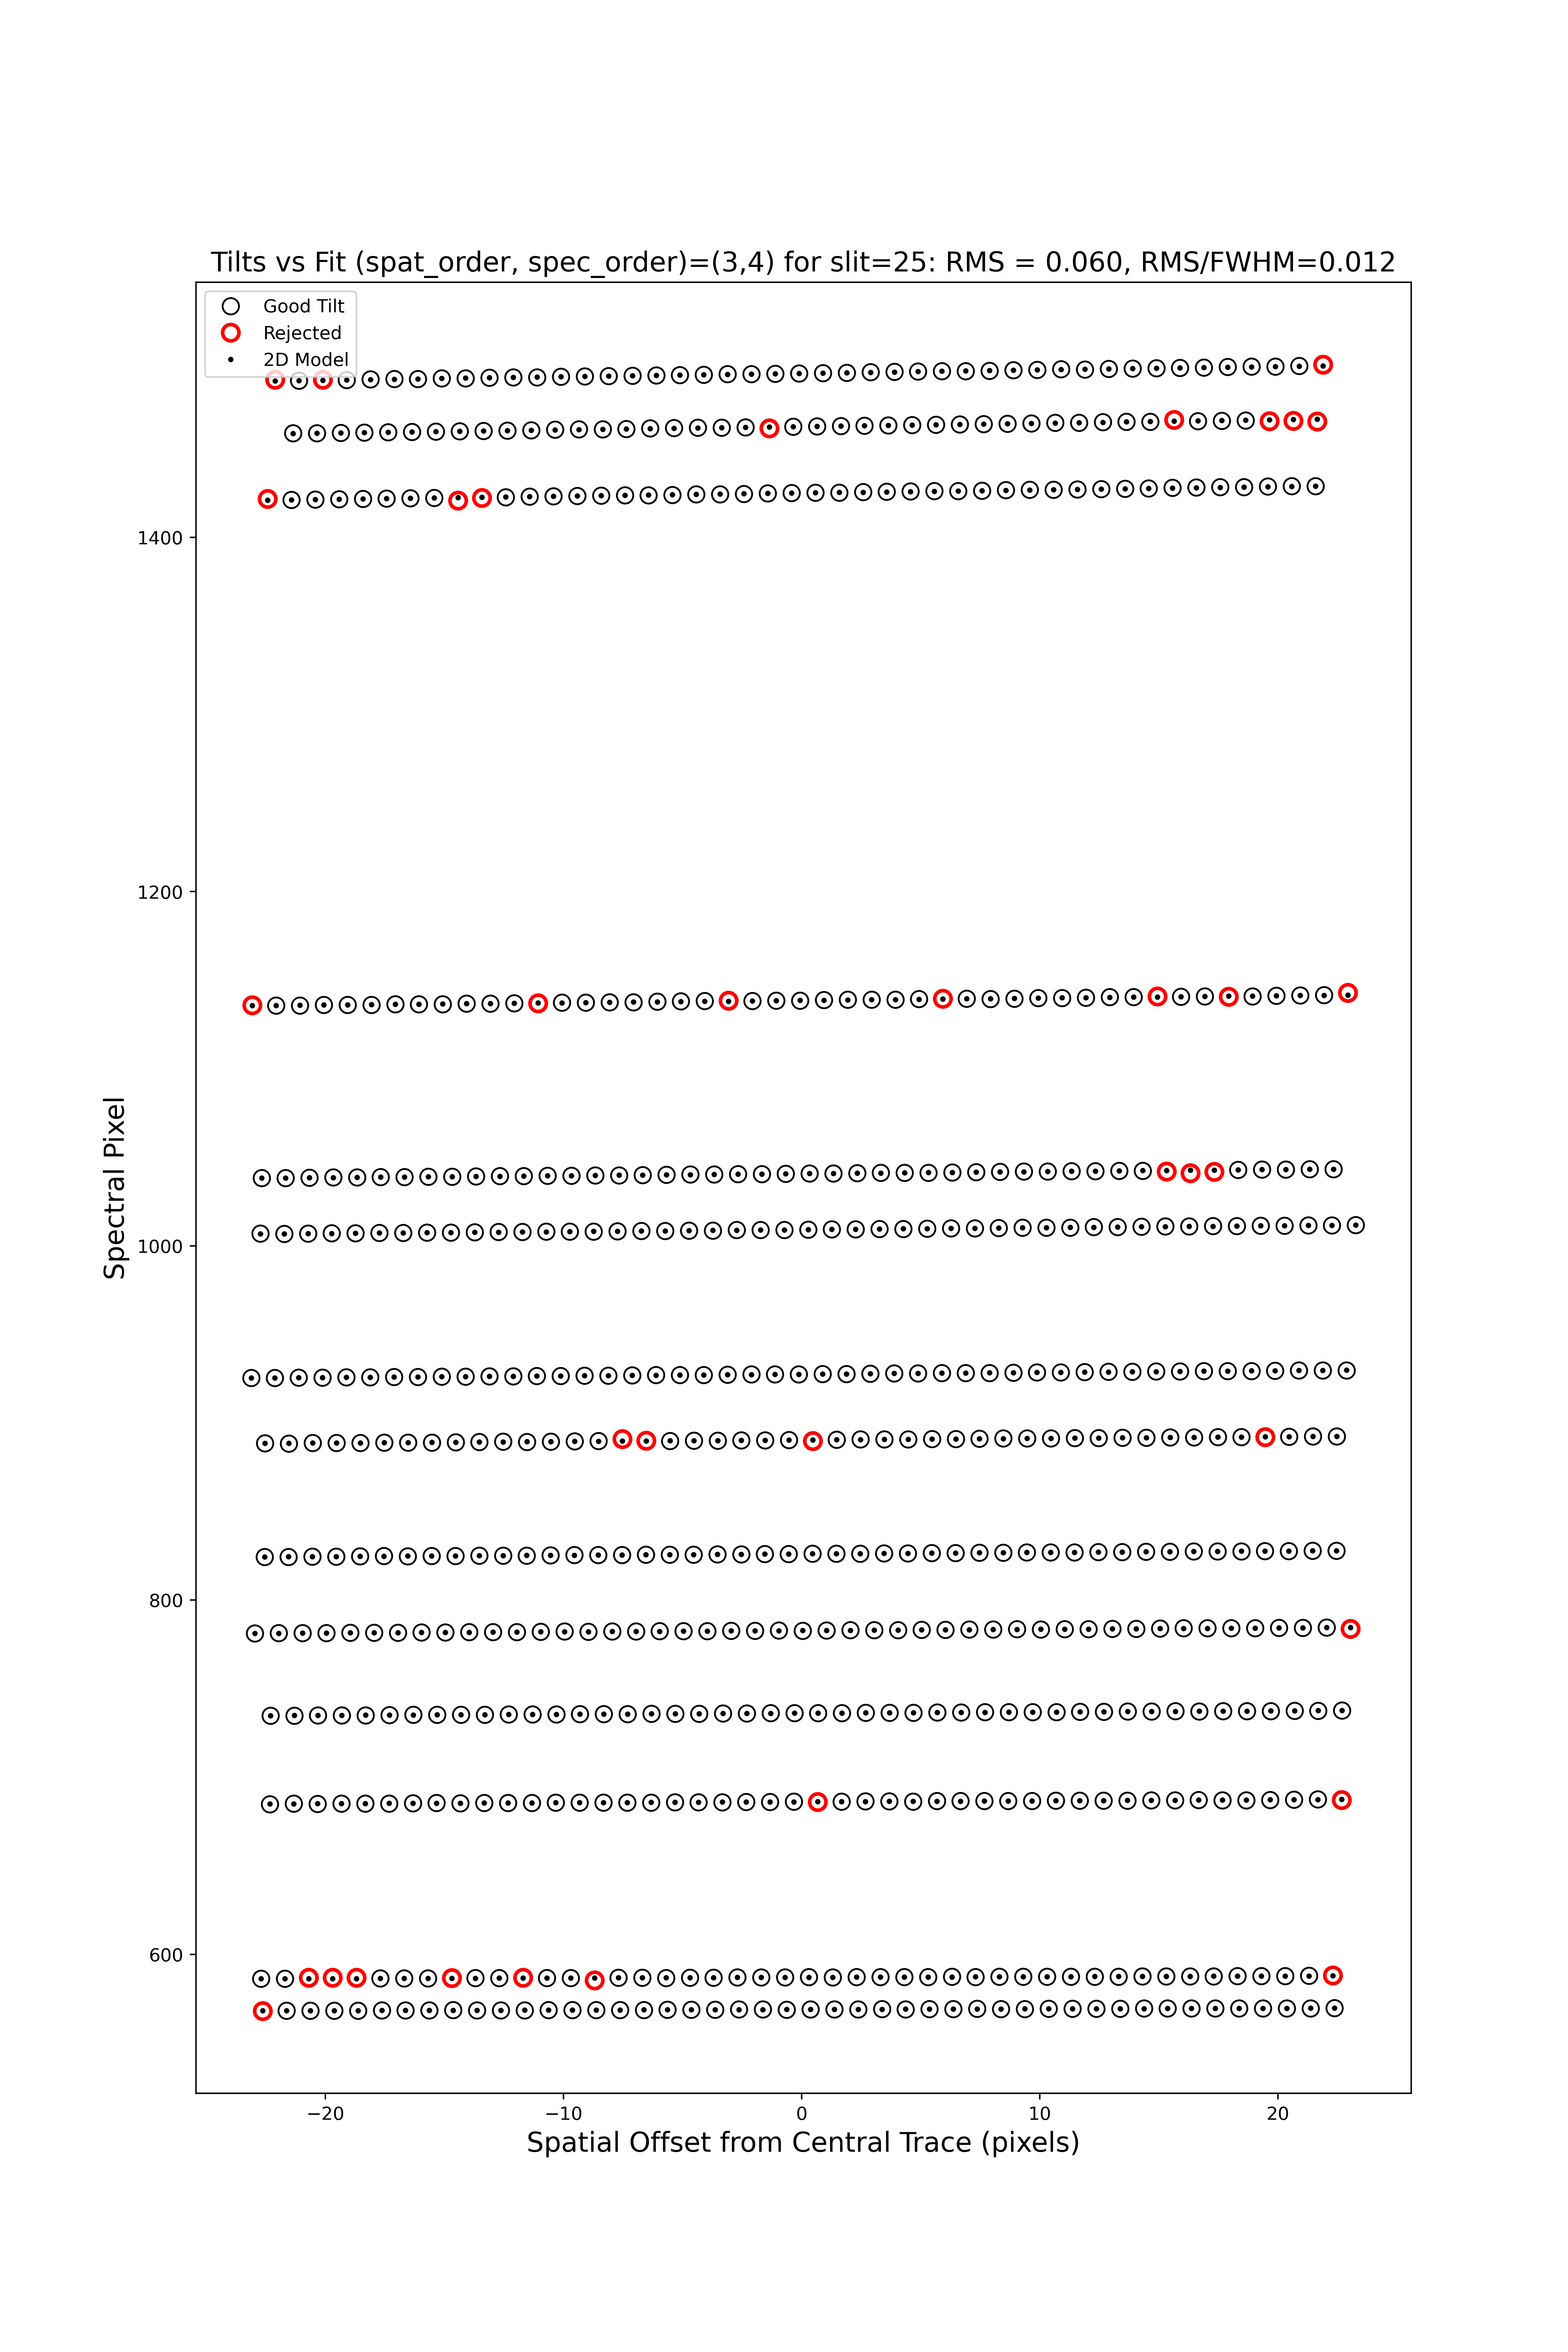 Tilts vs Fit (spat_order, spec_order)=(3,4) for slit=25: RMS = 0.060, RMS/FWHM=0.012
Good Tilt
Rejected
2D Model
1400
1200
1000
800
600
Spectral Pixel
−20
−10
0
10
20
Spatial Offset from Central Trace (pixels)